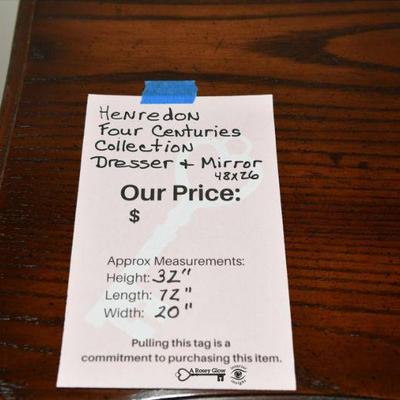 Henredon
Four Centuries
Collection
Dresser + Mirror
48x26
Our Price:
$
Approx Measurements:
Height: 32"
Length: 72"
Width: 20"
Pulling this tag is a
commitment to purchasing this item.
A Rosey Glow